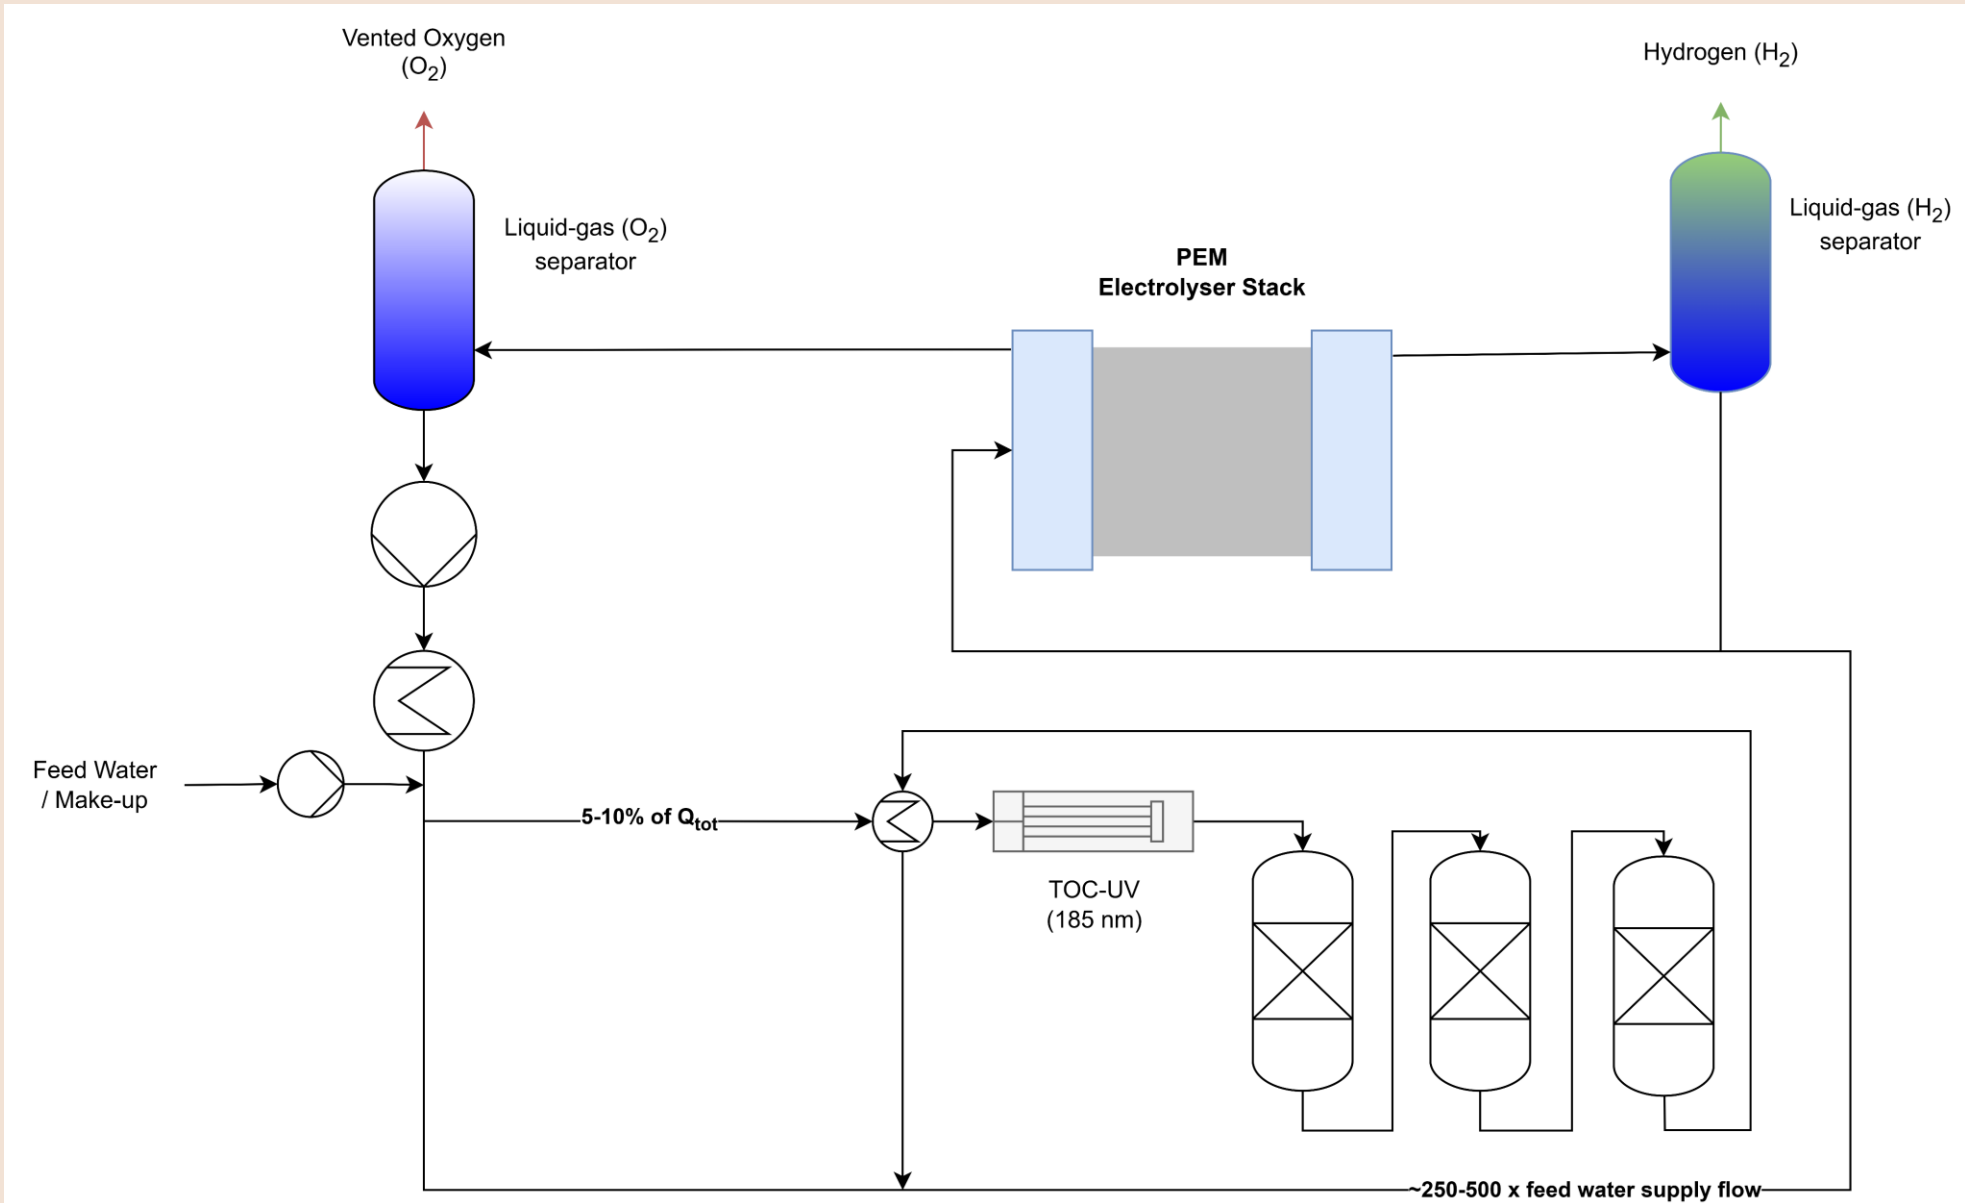 Vented Oxygen
(O2)
Hydrogen (H2)
Liquid-gas (O2)
separator
Liquid-gas (H2)
separator
PEM
Electrolyser Stack
Feed Water
/ Make-up
5-10% of Qtot
TOC-UV
(185 nm)
~250-500 x feed water supply flow